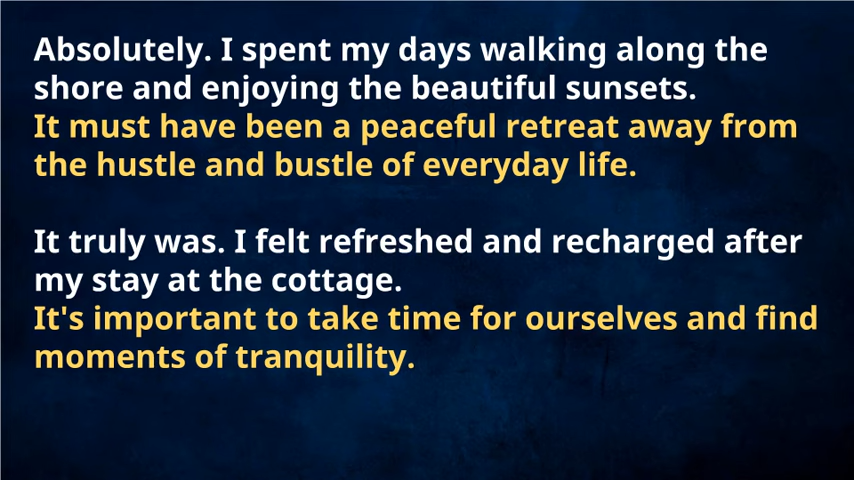 Absolutely. I spent my days walking along the
shore and enjoying the beautiful sunsets.
It must have been a peaceful retreat away from
the hustle and bustle of everyday life.
It truly was. I felt refreshed and recharged after
my stay at the cottage.
It's important to take time for ourselves and find
moments of tranquility.